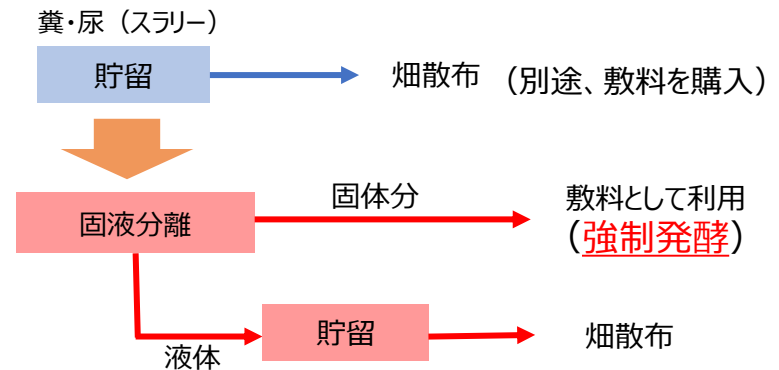 糞・尿（スラリー）
貯留
畑散布（別途、敷料を購入）
固液分離
固体分
敷料として利用
（強制発酵）
液体
貯留
畑散布